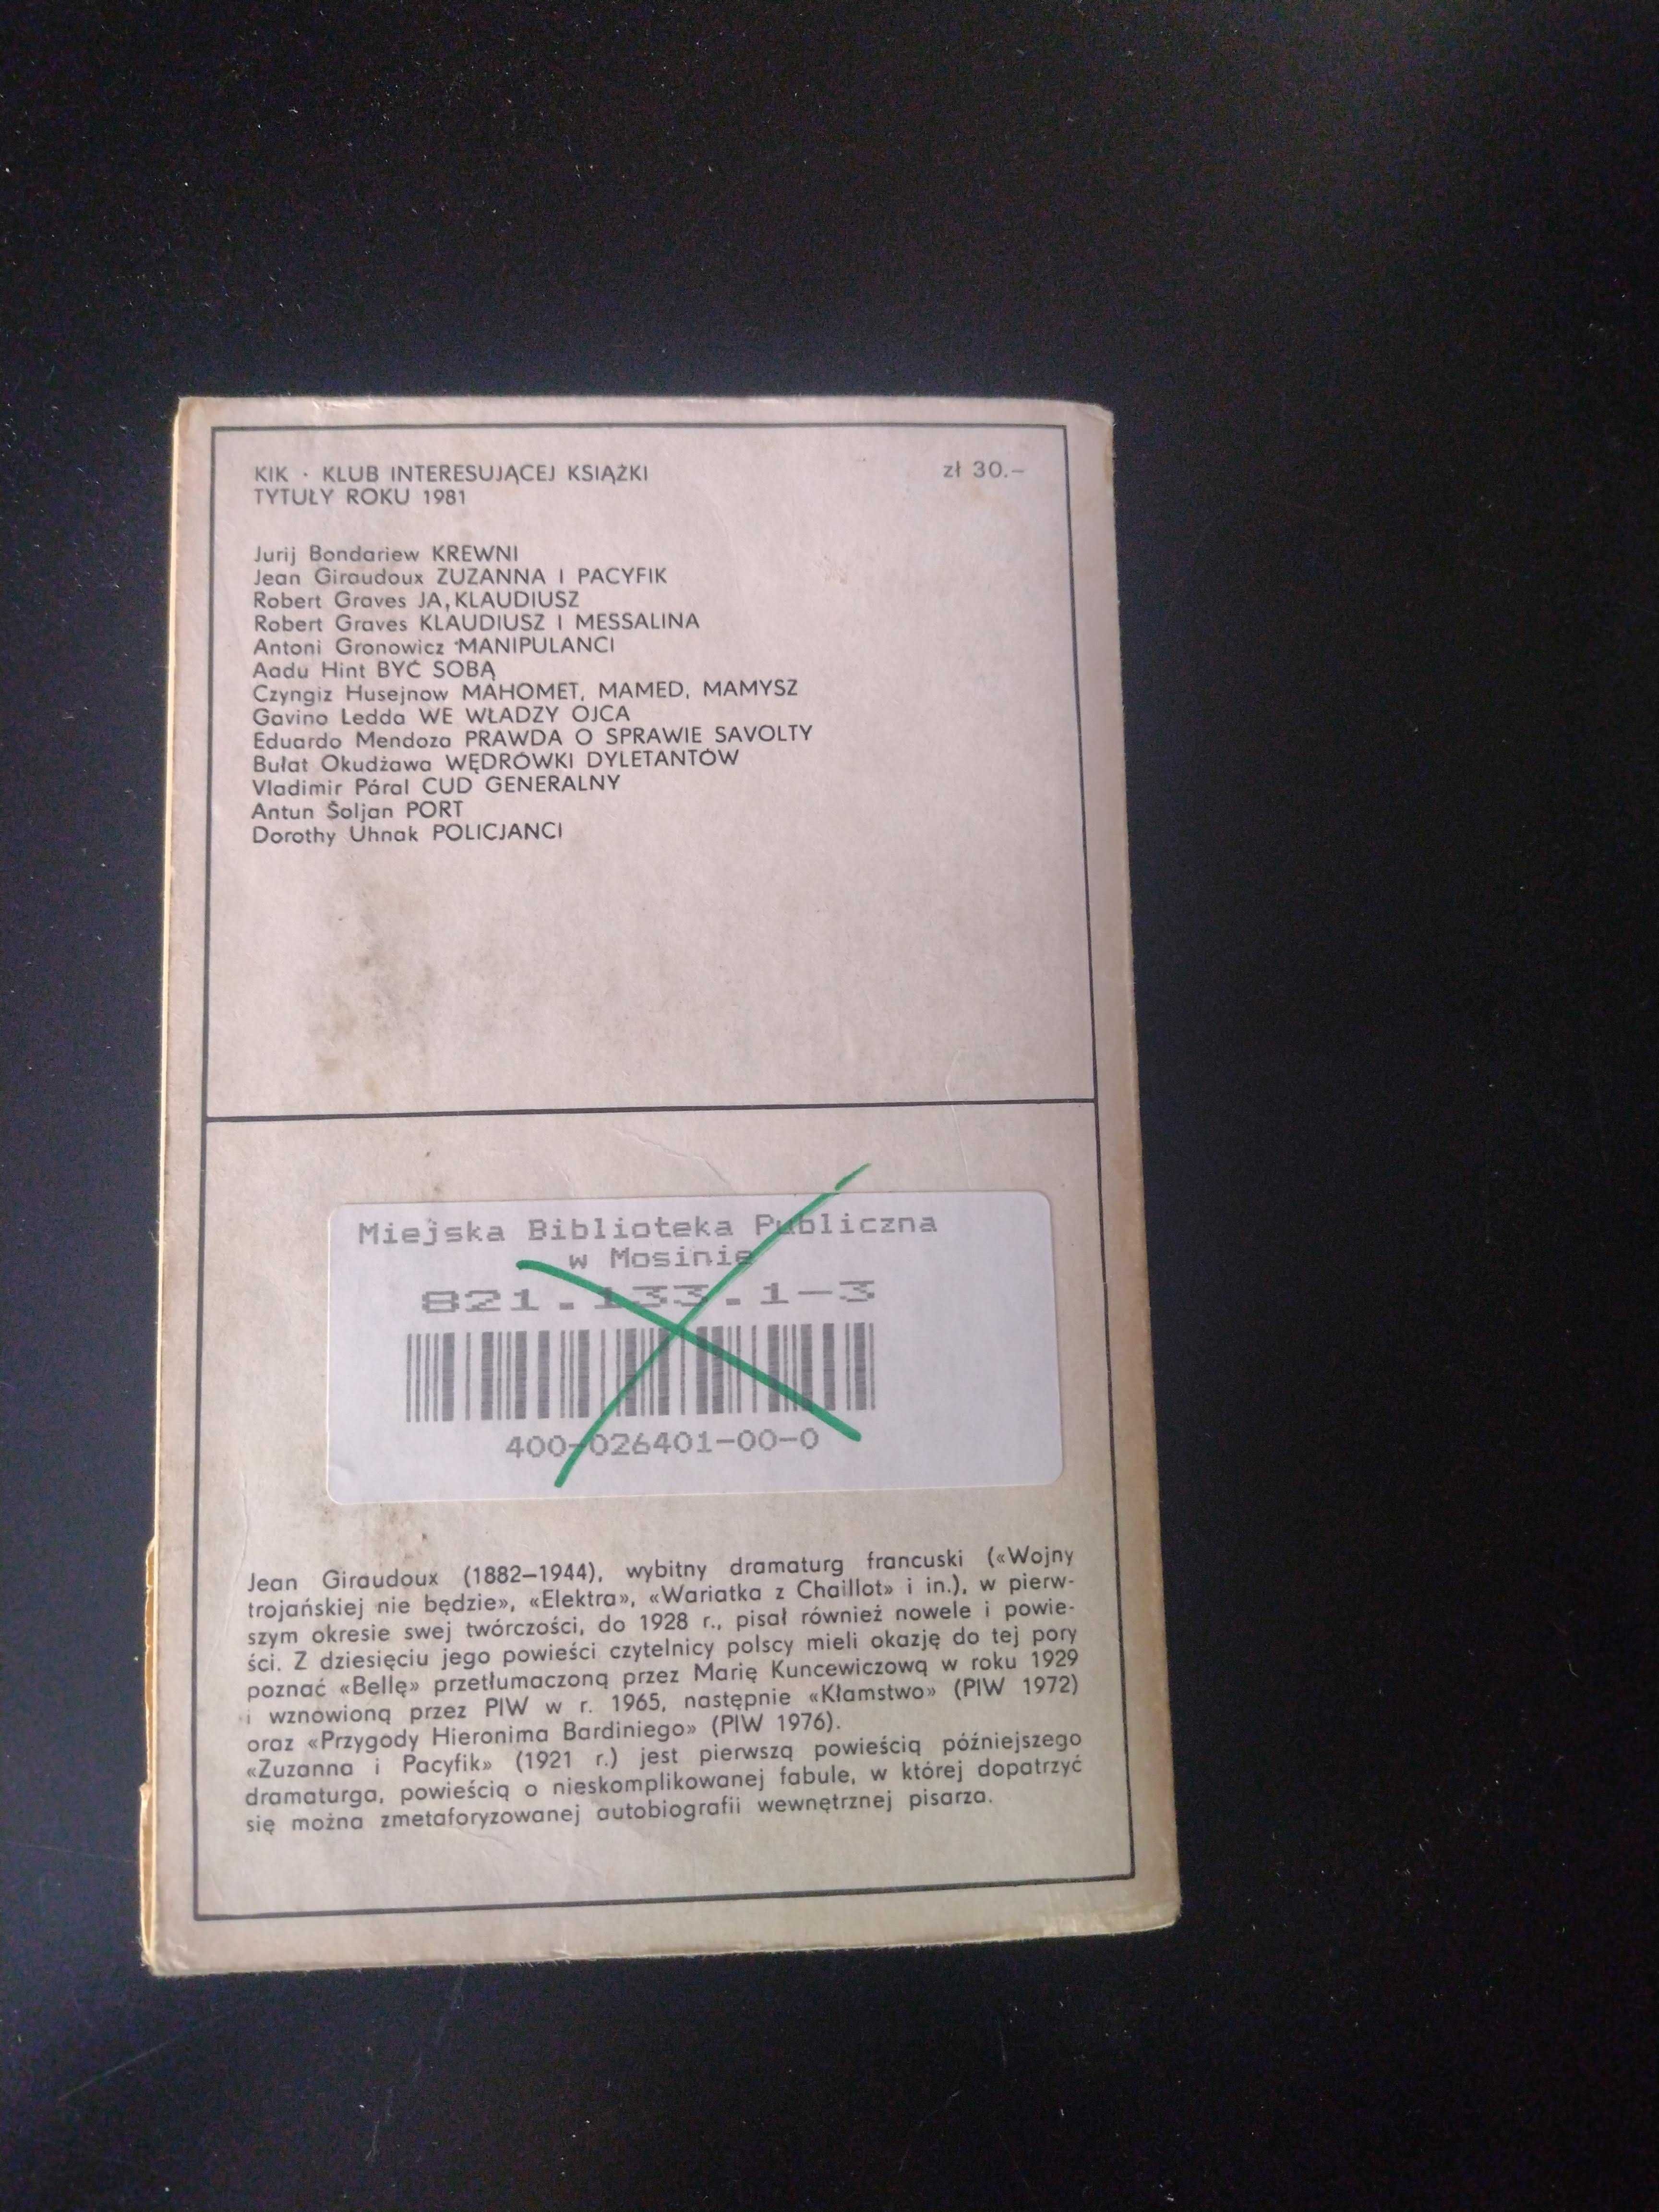 KIK · KLUB INTERESUJĄCEJ KSIĄŻKI zł 30.–
TYTUŁY ROKU 1981
Jurij Bondariew KREWNI
Jean Giraudoux ZUZANNA I PACYFIK
Robert Graves JA, KLAUDIUSZ
Robert Graves KLAUDIUSZ I MESSALINA
Antoni Gronowicz MANIPULANCI
Aadu Hint BYĆ SOBĄ
Czyngiz Husejnow MAHOMET, MAMED, MAMYSZ
Gavino Ledda WE WŁADZY OJCA
Eduardo Mendoza PRAWDA O SPRAWIE SAVOLTY
Bułat Okudżawa WĘDRÓWKI DYLETANTÓW
Vladimir Páral CUD GENERALNY
Antun Šoljan PORT
Dorothy Uhnak POLICJANCI
Miejska Biblioteka Publiczna
w Mosinie
821.133.1-3
400-026401-00-0
Jean Giraudoux (1882–1944), wybitny dramaturg francuski («Wojny
trojańskiej nie będzie», «Elektra», «Wariatka z Chaillot» i in.), w pierw-
szym okresie swej twórczości, do 1928 r., pisał również nowele i powie-
ści. Z dziesięciu jego powieści czytelnicy polscy mieli okazję do tej pory
poznać «Bellę» przetłumaczoną przez Marię Kuncewiczową w roku 1929
i wznowioną przez PIW w r. 1965, następnie «Kłamstwo» (PIW 1972)
oraz «Przygody Hieronima Bardiniego» (PIW 1976).
«Zuzanna i Pacyfik» (1921 r.) jest pierwszą powieścią późniejszego
dramaturga, powieścią o nieskomplikowanej fabule, w której dopatrzyć
się można zmetaforyzowanej autobiografii wewnętrznej pisarza.